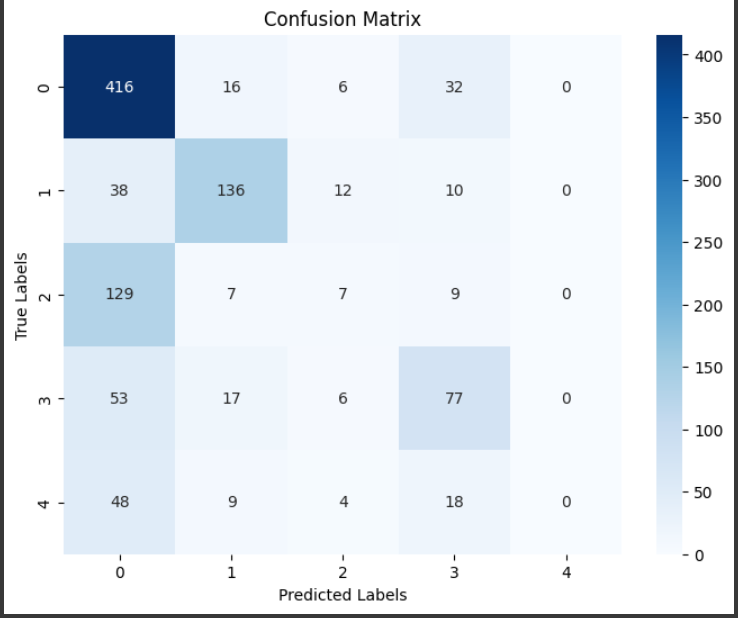 Confusion Matrix
0 416 16 6 32 0
1 38 136 12 10 0
2 129 7 7 9 0
3 53 17 6 77 0
4 48 9 4 18 0
0 1 2 3 4
Predicted Labels
True Labels
400
350
300
250
200
150
100
50
0